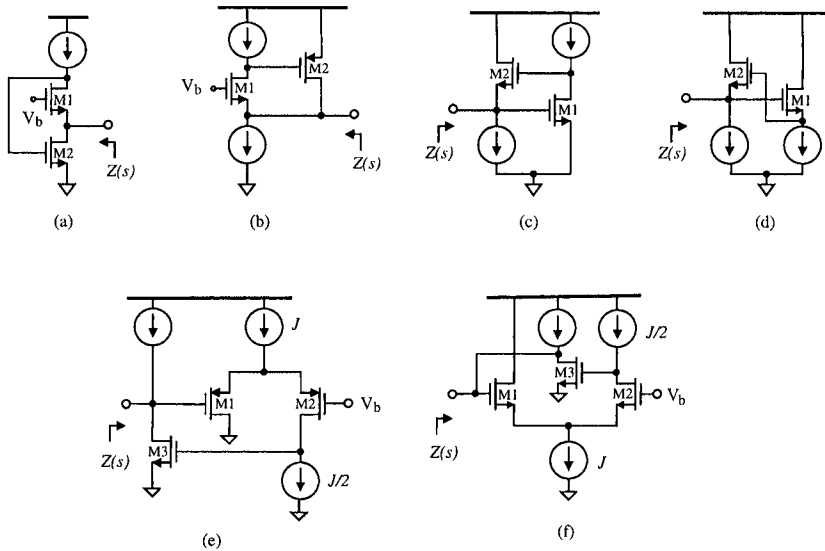 M1
V_b
M2
Z(s)
(a)
V_b
M1
M2
Z(s)
(b)
M2
M1
Z(s)
(c)
M2
M1
Z(s)
(d)
J
M1
M2
V_b
M3
Z(s)
J/2
(e)
J/2
M3
M1
M2
V_b
Z(s)
J
(f)